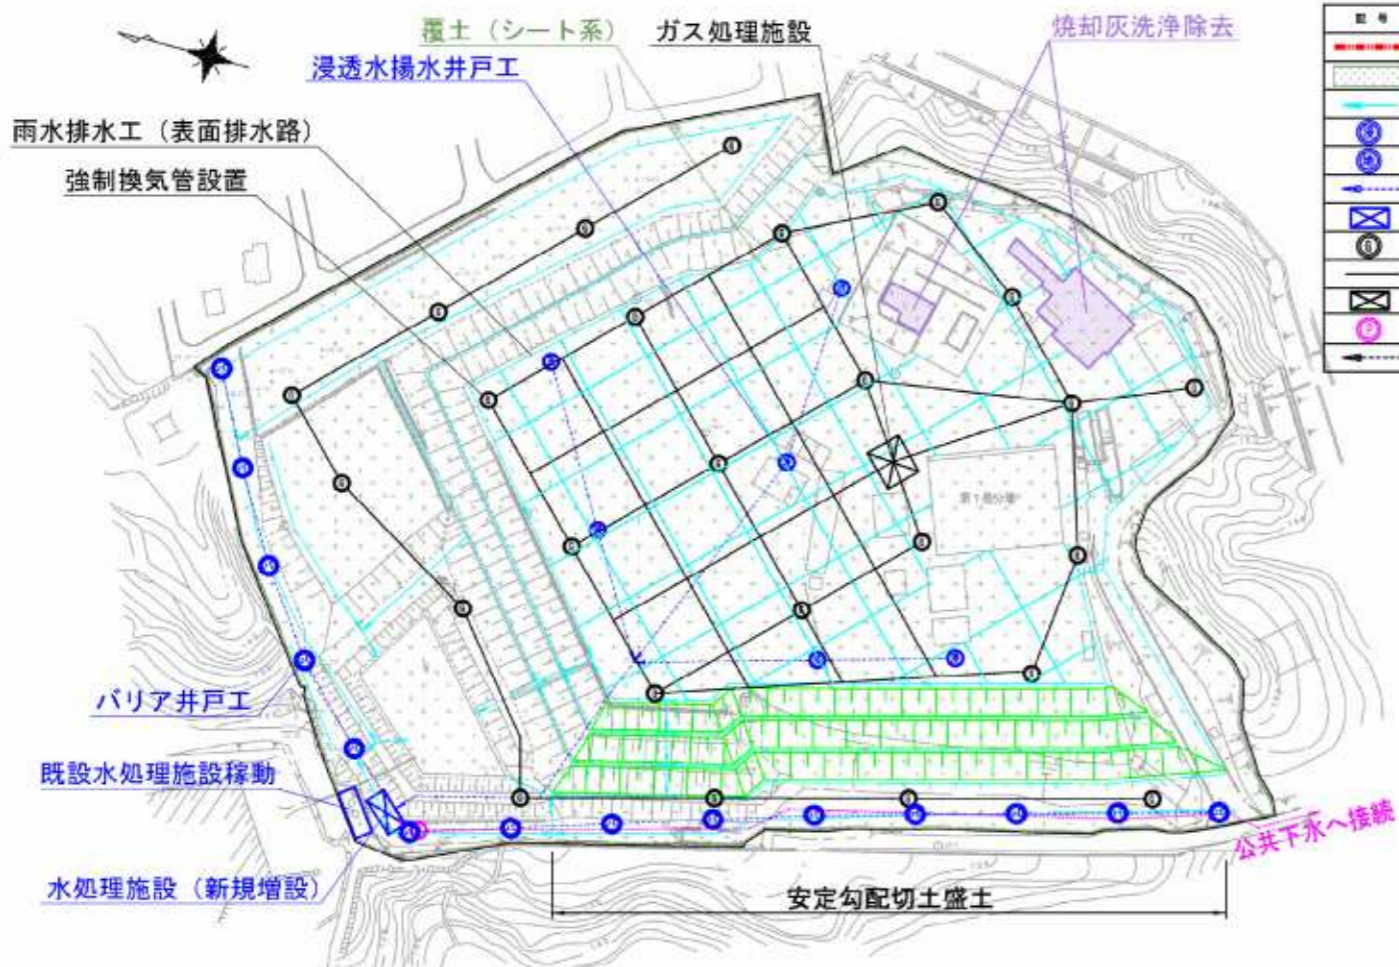 覆土（シート系）
ガス処理施設
焼却灰洗浄除去
記 号
浸透水揚水井戸工
雨水排水工（表面排水路）
強制換気管設置
バリア井戸工
既設水処理施設稼動
水処理施設（新規増設）
公共下水へ接続
安定勾配切土盛土